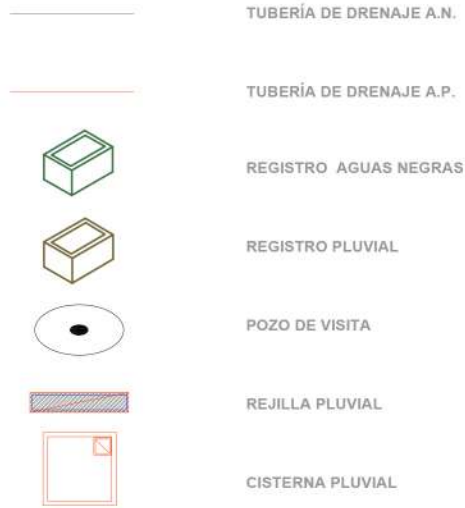 TUBERÍA DE DRENAJE A.N.
TUBERÍA DE DRENAJE A.P.
REGISTRO AGUAS NEGRAS
REGISTRO PLUVIAL
POZO DE VISITA
REJILLA PLUVIAL
CISTERNA PLUVIAL